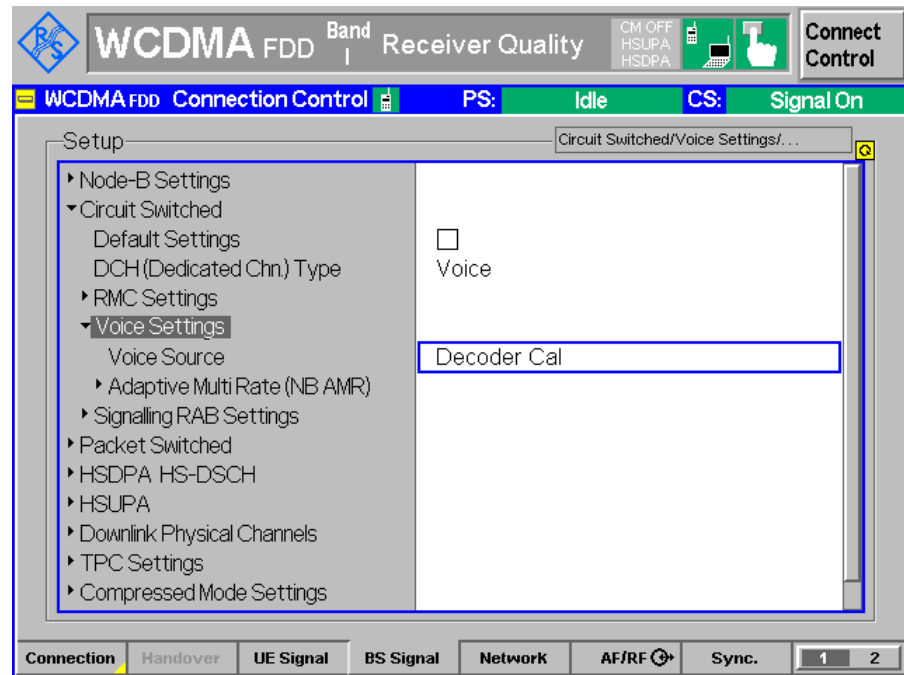 R&S WCDMA FDD Band I Receiver Quality CM OFF HSUPA HSDPA Connect Control
WCDMA FDD Connection Control PS: Idle CS: Signal On
Setup Circuit Switched/Voice Settings/...
Node-B Settings
Circuit Switched
Default Settings
DCH (Dedicated Chn.) Type Voice
RMC Settings
Voice Settings
Voice Source Decoder Cal
Adaptive Multi Rate (NB AMR)
Signalling RAB Settings
Packet Switched
HSDPA HS-DSCH
HSUPA
Downlink Physical Channels
TPC Settings
Compressed Mode Settings
Connection Handover UE Signal BS Signal Network AF/RF Sync. 1 2